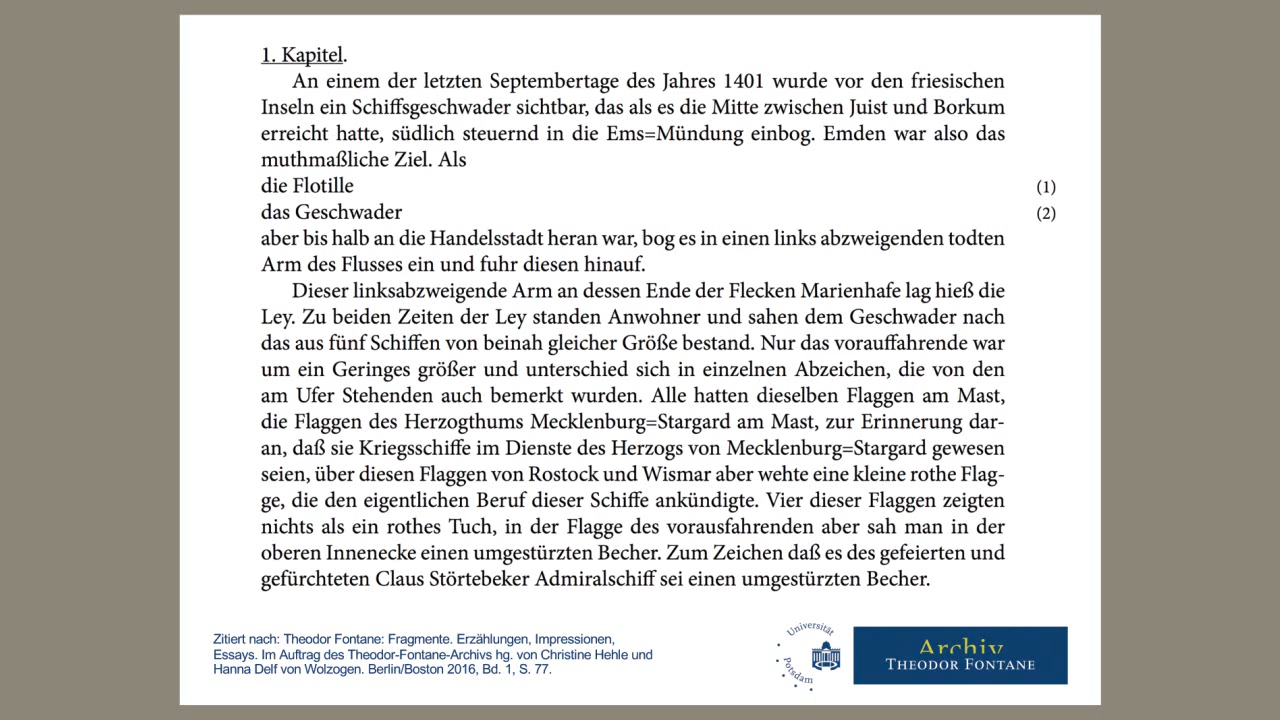 1. Kapitel.
An einem der letzten Septembertage des Jahres 1401 wurde vor den friesischen
Inseln ein Schiffsgeschwader sichtbar, das als es die Mitte zwischen Juist und Borkum
erreicht hatte, südlich steuernd in die Ems=Mündung einbog. Emden war also das
muthmaßliche Ziel. Als
die Flotille (1)
das Geschwader (2)
aber bis halb an die Handelsstadt heran war, bog es in einen links abzweigenden todten
Arm des Flusses ein und fuhr diesen hinauf.
Dieser linksabzweigende Arm an dessen Ende der Flecken Marienhafe lag hieß die
Ley. Zu beiden Zeiten der Ley standen Anwohner und sahen dem Geschwader nach
das aus fünf Schiffen von beinah gleicher Größe bestand. Nur das vorauffahrende war
um ein Geringes größer und unterschied sich in einzelnen Abzeichen, die von den
am Ufer Stehenden auch bemerkt wurden. Alle hatten dieselben Flaggen am Mast,
die Flaggen des Herzogthums Mecklenburg=Stargard am Mast, zur Erinnerung dar-
an, daß sie Kriegsschiffe im Dienste des Herzogs von Mecklenburg=Stargard gewesen
seien, über diesen Flaggen von Rostock und Wismar aber wehte eine kleine rothe Flag-
ge, die den eigentlichen Beruf dieser Schiffe ankündigte. Vier dieser Flaggen zeigten
nichts als ein rothes Tuch, in der Flagge des vorausfahrenden aber sah man in der
oberen Innenecke einen umgestürzten Becher. Zum Zeichen daß es des gefeierten und
gefürchteten Claus Störtebeker Admiralschiff sei einen umgestürzten Becher.
Zitiert nach: Theodor Fontane: Fragmente. Erzählungen, Impressionen,
Essays. Im Auftrag des Theodor-Fontane-Archivs hg. von Christine Hehle und
Hanna Delf von Wolzogen. Berlin/Boston 2016, Bd. 1, S. 77.
Universität
Potsdam
Archiv
THEODOR FONTANE